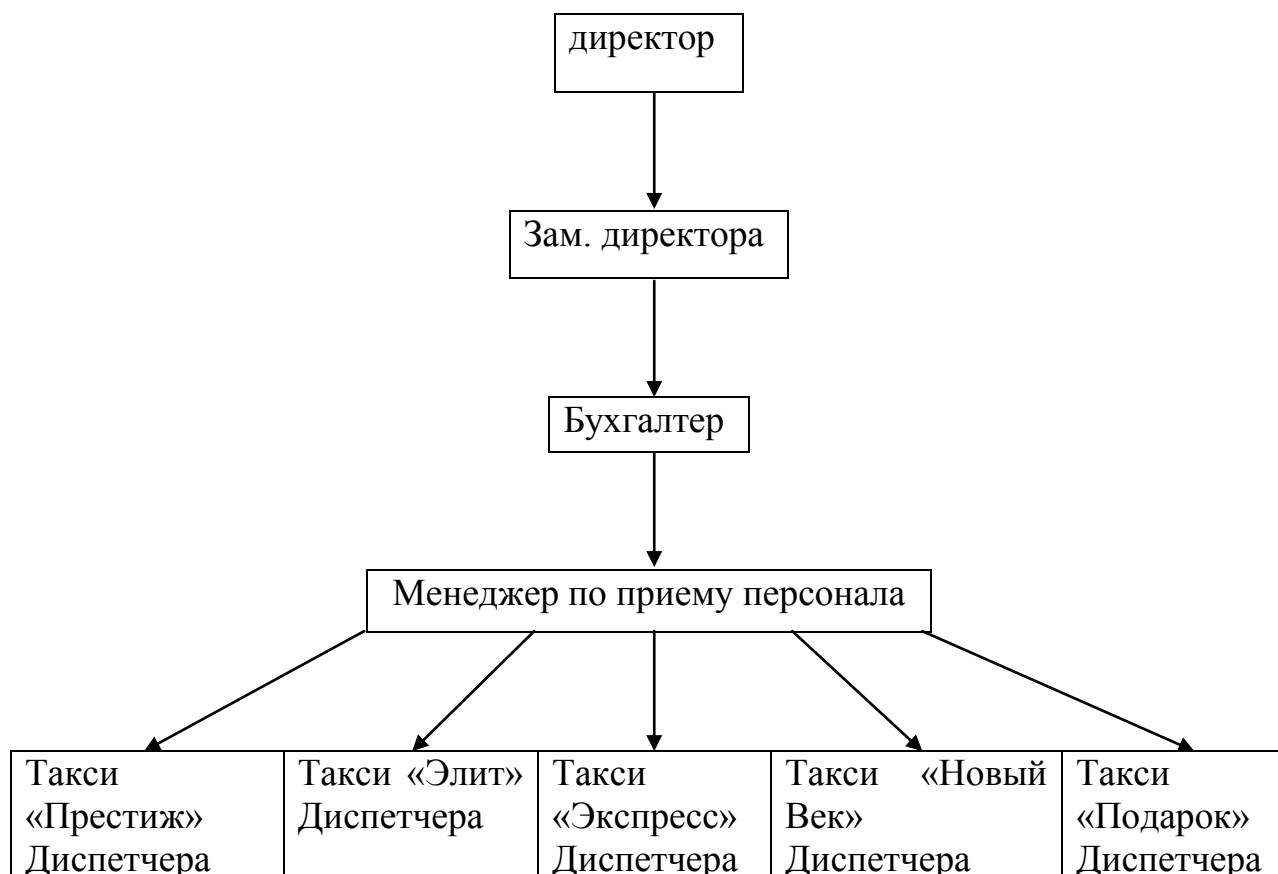 директор
Зам. директора
Бухгалтер
Менеджер по приему персонала
Такси
«Престиж»
Диспетчера
Такси «Элит»
Диспетчера
Такси
«Экспресс»
Диспетчера
Такси «Новый
Век»
Диспетчера
Такси
«Подарок»
Диспетчера